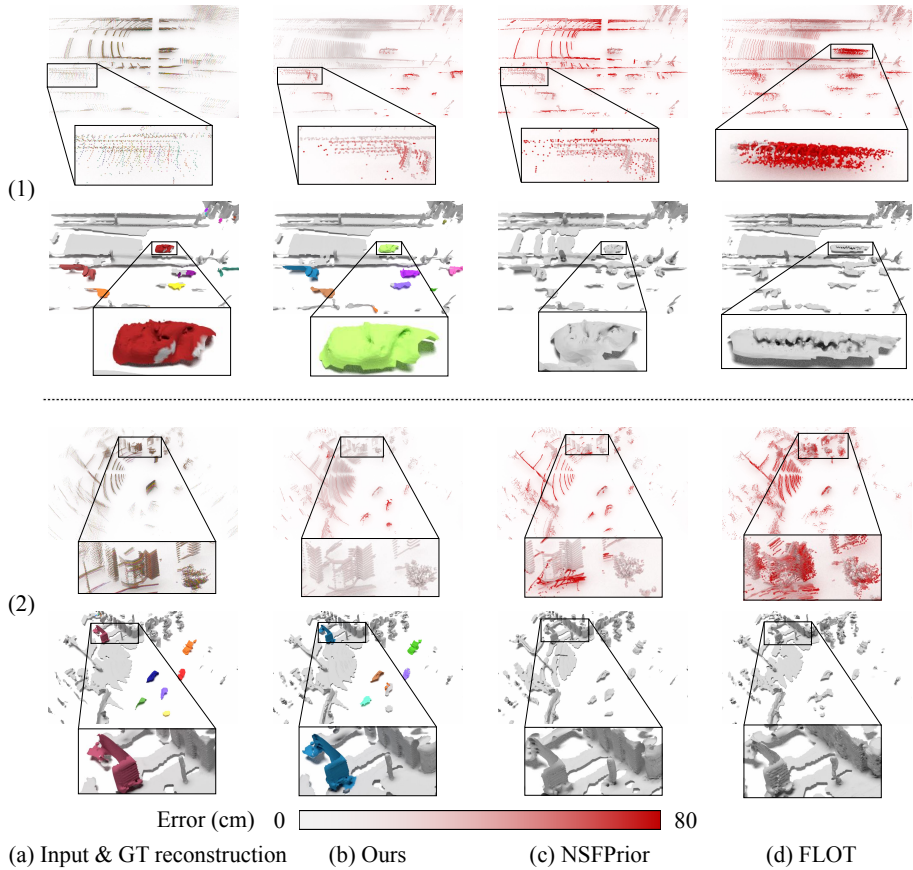 (1)
(2)
Error (cm) 0 80
(a) Input & GT reconstruction (b) Ours (c) NSFPrior (d) FLOT